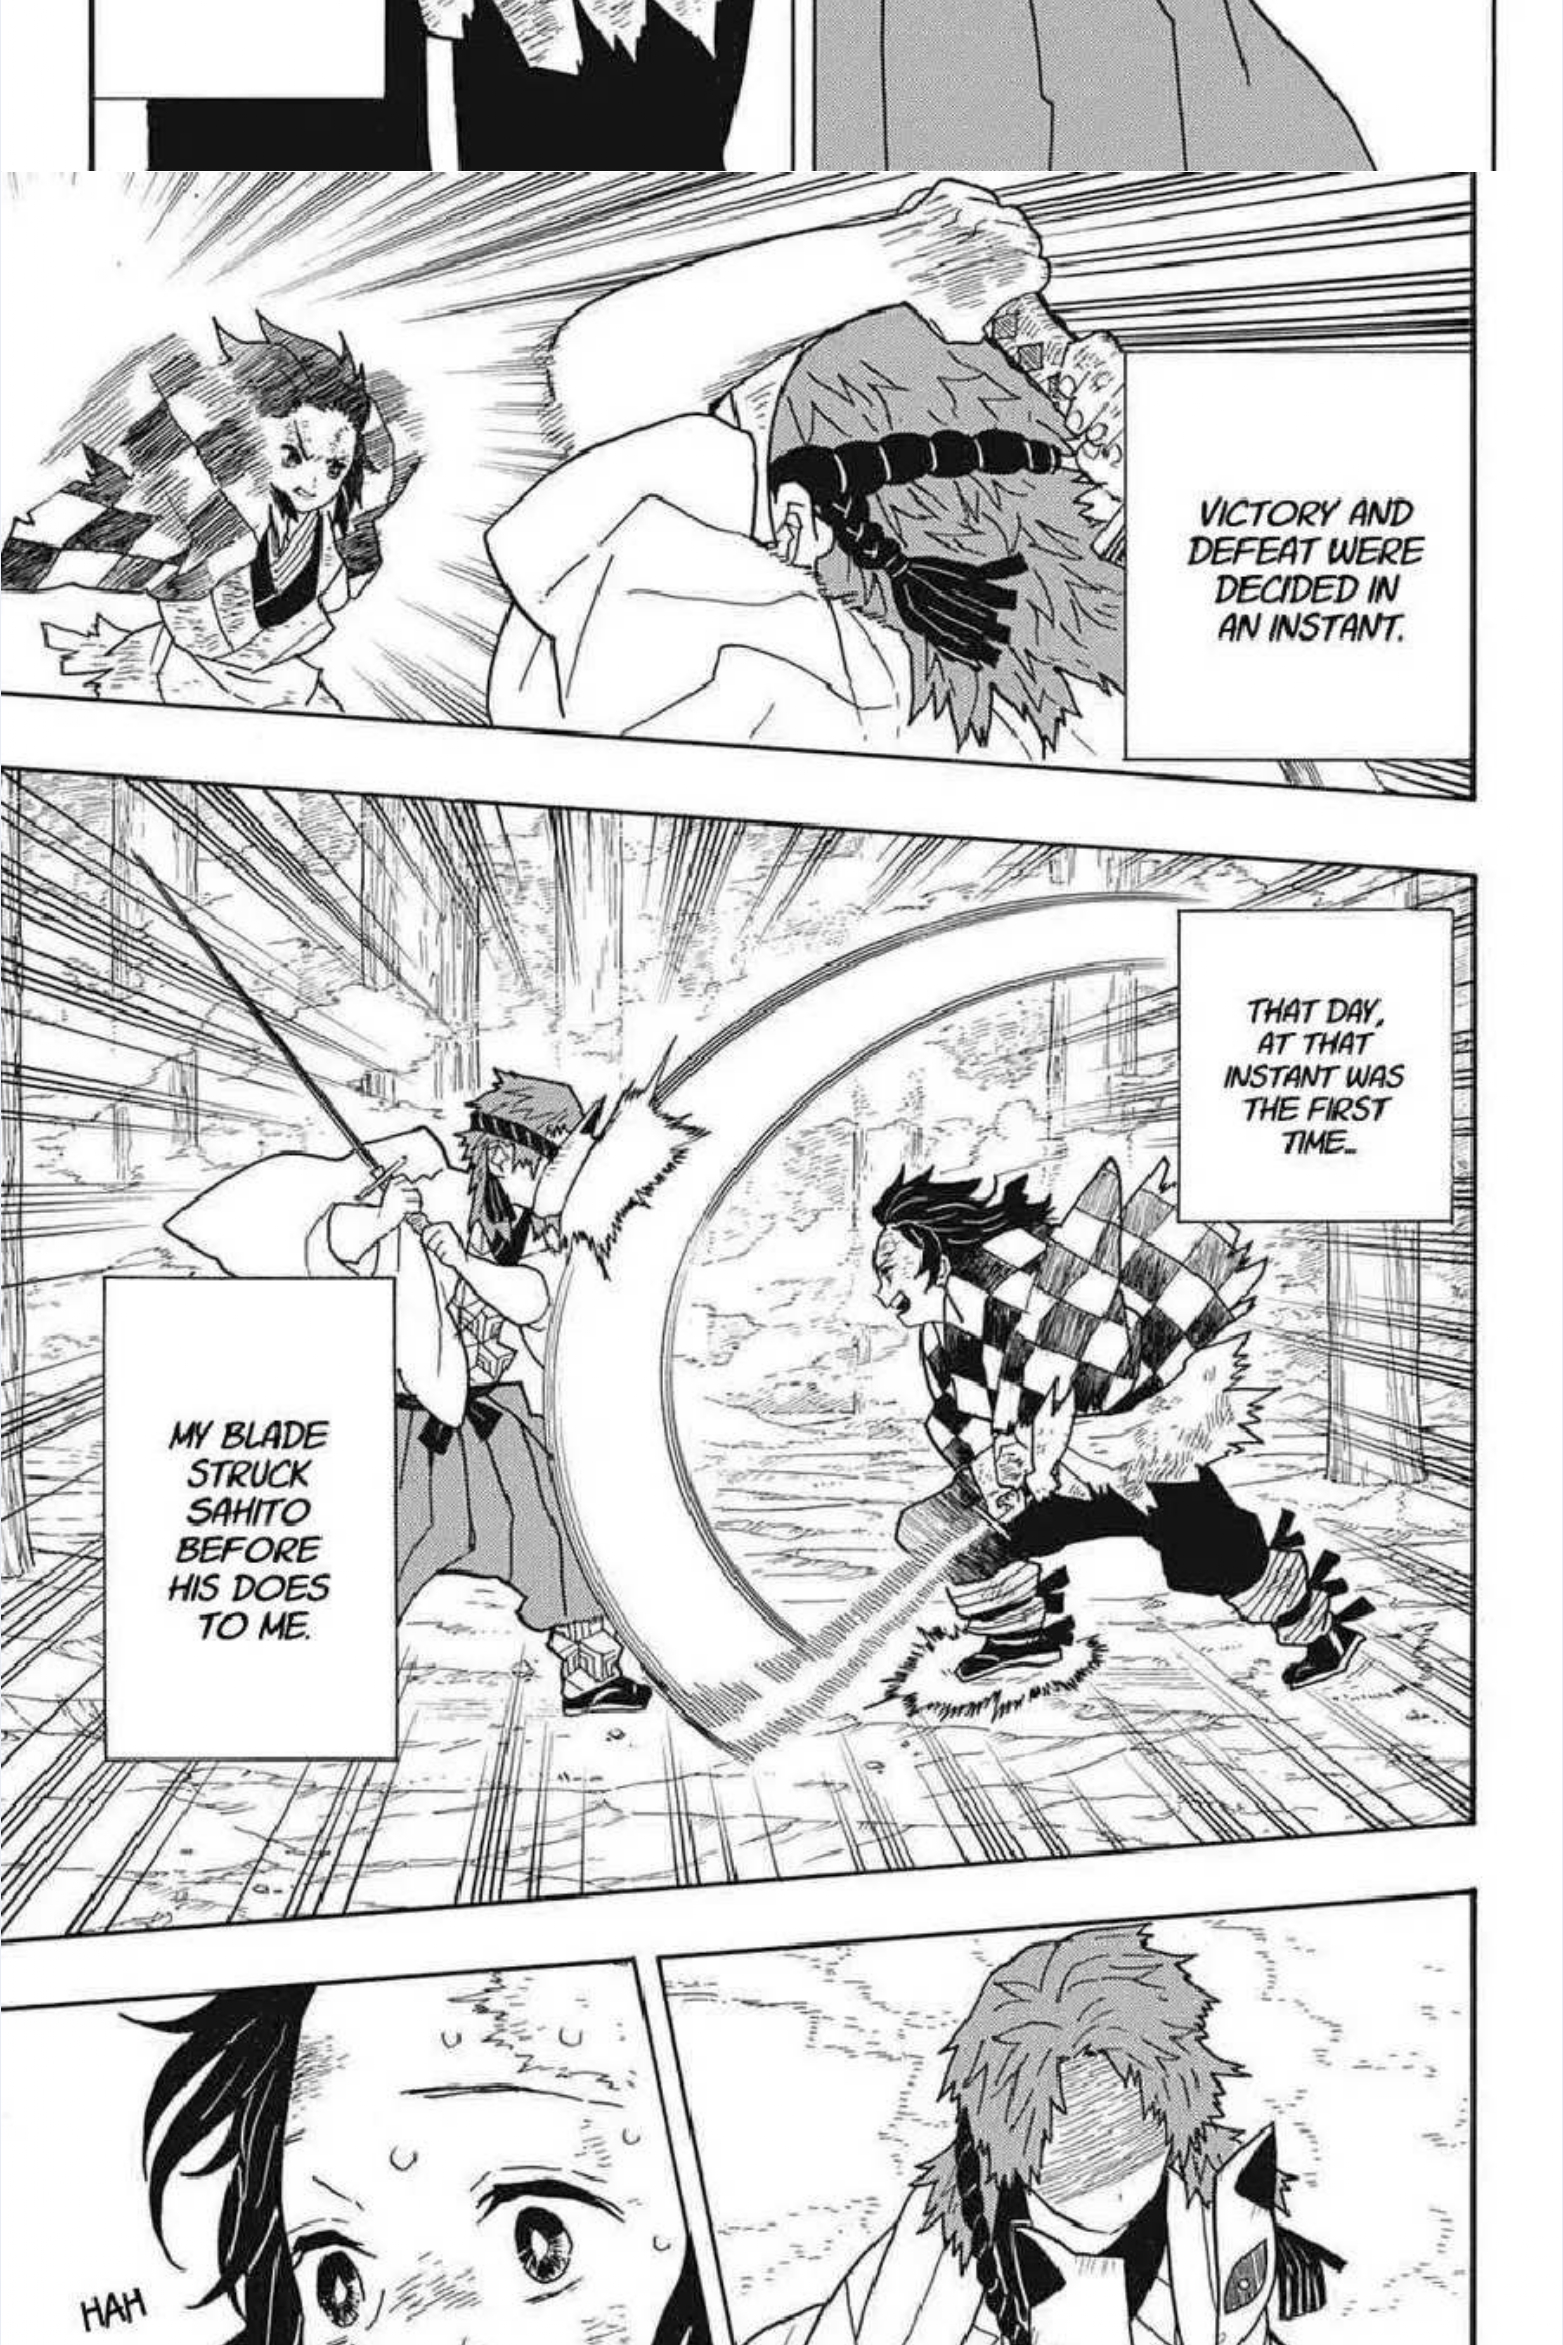 VICTORY AND
DEFEAT WERE
DECIDED IN
AN INSTANT.
THAT DAY,
AT THAT
INSTANT WAS
THE FIRST
TIME...
MY BLADE
STRUCK
SAHITO
BEFORE
HIS DOES
TO ME.
HAH